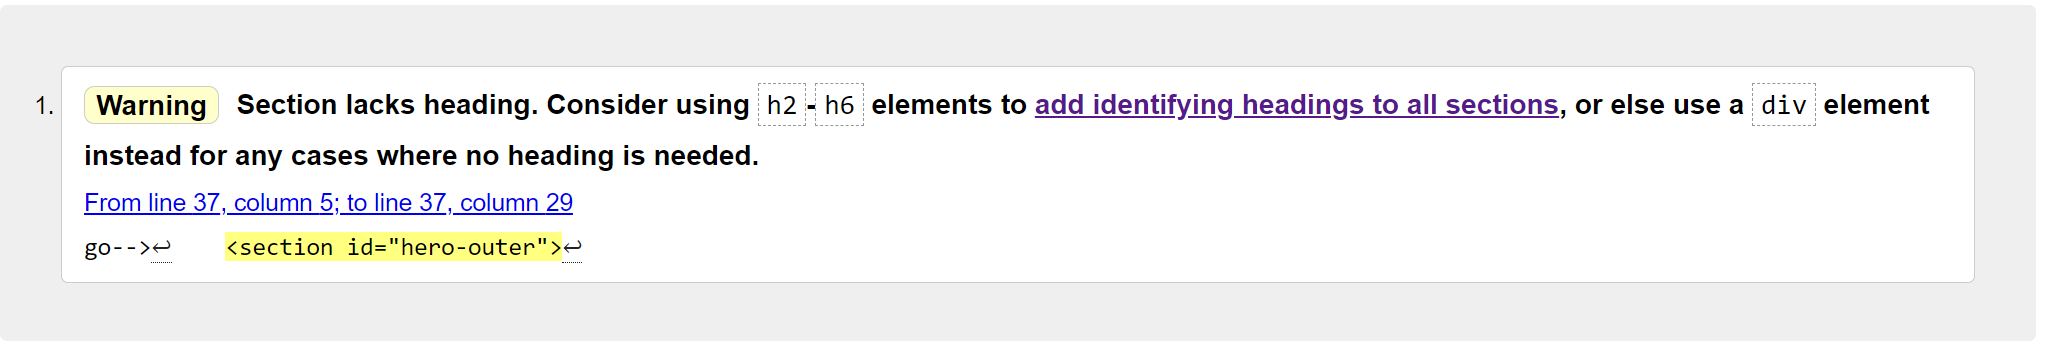 1. Warning Section lacks heading. Consider using h2-h6 elements to add identifying headings to all sections, or else use a div element
instead for any cases where no heading is needed.
From line 37, column 5; to line 37, column 29
go-->↩ <section id="hero-outer">↩